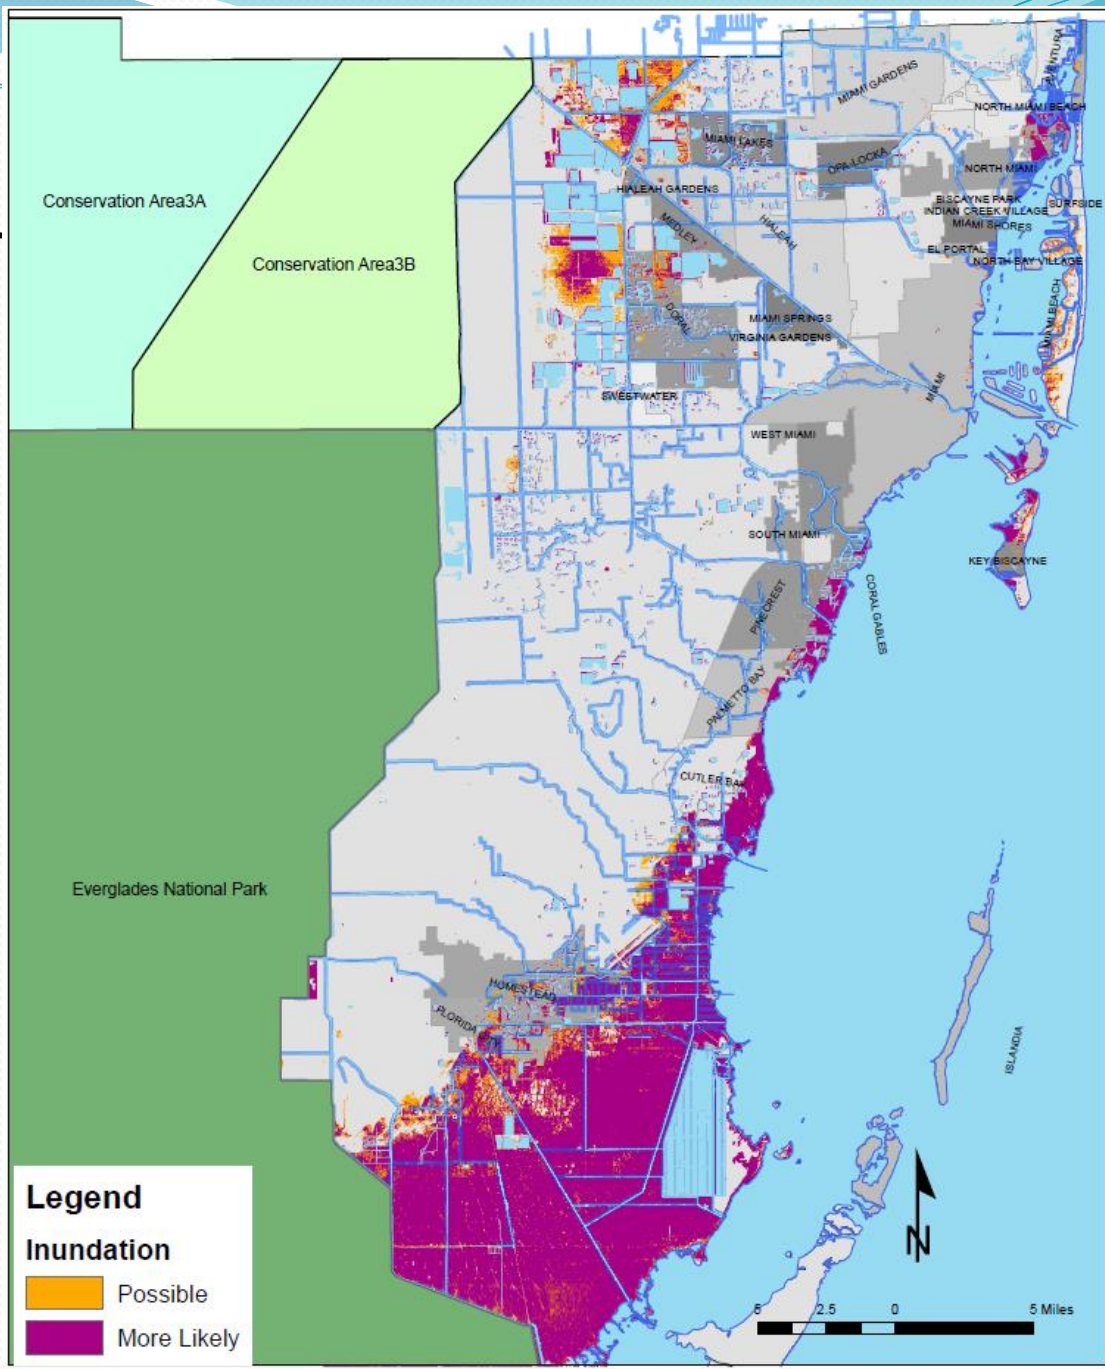 AVENTURA
MIAMI GARDENS
NORTH MIAMI BEACH
MIAMI LAKES
OPA-LOCKA
NORTH MIAMI
Conservation Area3A
HIALEAH GARDENS
BISCAYNE PARK
SURFSIDE
INDIAN CREEK VILLAGE
MEDLEY
HIALEAH
MIAMI SHORES
EL PORTAL
Conservation Area3B
NORTH BAY VILLAGE
DORAL
MIAMI SPRINGS
MIAMI BEACH
VIRGINIA GARDENS
MIAMI
SWEETWATER
WEST MIAMI
SOUTH MIAMI
KEY BISCAYNE
PINECREST
CORAL GABLES
PALMETTO BAY
CUTLER BAY
Everglades National Park
HOMESTEAD
FLORIDA CITY
ISLANDIA
Legend
Inundation
Possible
More Likely
N
5 2.5 0 5 Miles